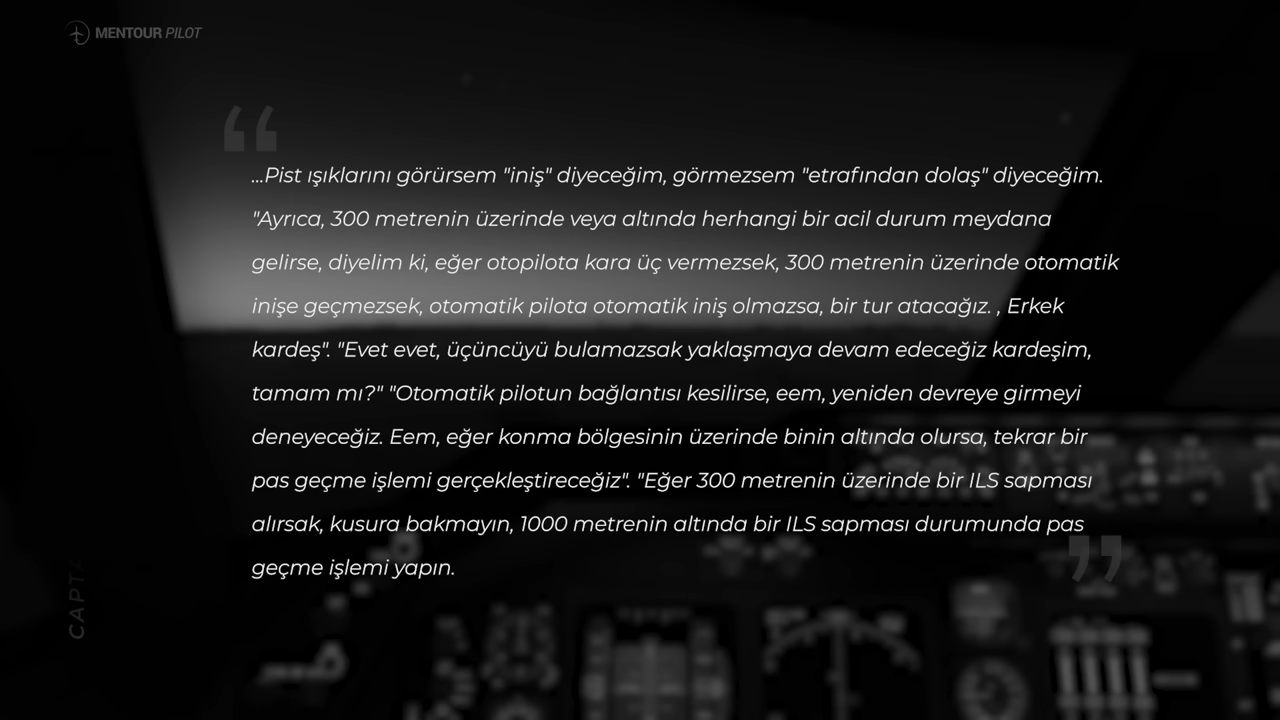 MENTOUR PILOT
...Pist ışıklarını görürsem "iniş" diyeceğim, görmezsem "etrafından dolaş" diyeceğim.
"Ayrıca, 300 metrenin üzerinde veya altında herhangi bir acil durum meydana
gelirse, diyelim ki, eğer otopilota kara üç vermezsek, 300 metrenin üzerinde otomatik
inişe geçmezsek, otomatik pilota otomatik iniş olmazsa, bir tur atacağız. , Erkek
kardeş". "Evet evet, üçüncüyü bulamazsak yaklaşmaya devam edeceğiz kardeşim,
tamam mı?" "Otomatik pilotun bağlantısı kesilirse, eem, yeniden devreye girmeyi
deneyeceğiz. Eem, eğer konma bölgesinin üzerinde binin altında olursa, tekrar bir
pas geçme işlemi gerçekleştireceğiz". "Eğer 300 metrenin üzerinde bir ILS sapması
alırsak, kusura bakmayın, 1000 metrenin altında bir ILS sapması durumunda pas
geçme işlemi yapın.